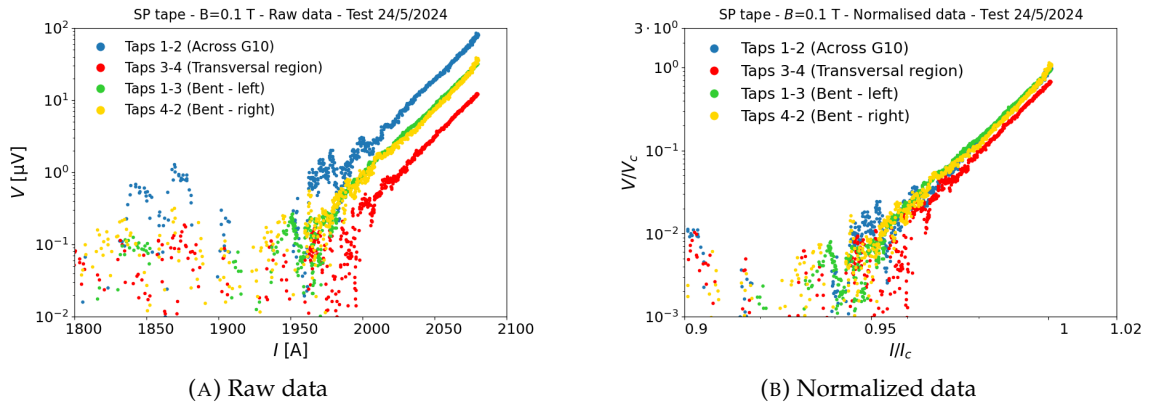 SP tape - B=0.1 T - Raw data - Test 24/5/2024
10²
10¹
10⁰
10⁻¹
10⁻²
V [µV]
Taps 1-2 (Across G10)
Taps 3-4 (Transversal region)
Taps 1-3 (Bent - left)
Taps 4-2 (Bent - right)
1800 1850 1900 1950 2000 2050 2100
I [A]
(A) Raw data
SP tape - B=0.1 T - Normalised data - Test 24/5/2024
3 · 10⁰
10⁰
10⁻¹
10⁻²
10⁻³
V/V_c
Taps 1-2 (Across G10)
Taps 3-4 (Transversal region)
Taps 1-3 (Bent - left)
Taps 4-2 (Bent - right)
0.9 0.95 1 1.02
I/I_c
(B) Normalized data